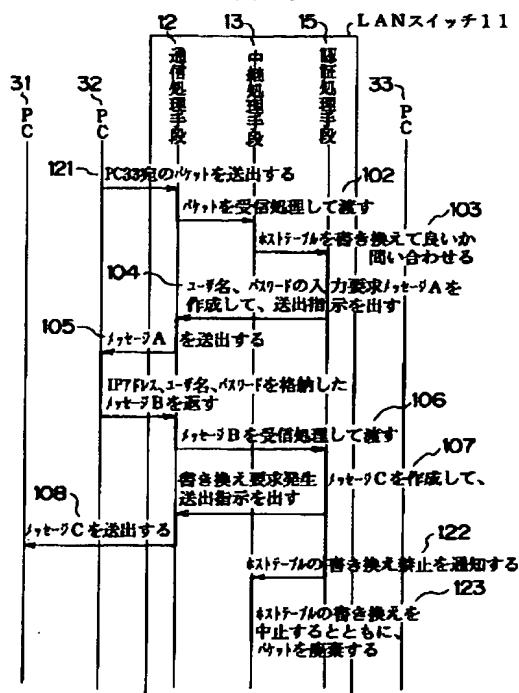 12 13 15 LANスイッチ11
通信処理手段
中継処理手段
認証処理手段
31 32 33
PC
PC
PC
121 PC33宛のパケットを送出する
102
パケットを受信処理して渡す
103
ホストテーブルを書き換えて良いか
問い合わせる
104
ユーザ名、パスワードの入力要求メッセージAを
作成して、送出指示を出す
105
メッセージA を送出する
IPアドレス、ユーザ名、パスワードを格納した
メッセージBを返す
106
メッセージBを受信処理して渡す
107
書き換え要求発生メッセージCを作成して、
送出指示を出す
108
メッセージCを送出する
122
ホストテーブルの書き換え禁止を通知する
123
ホストテーブルの書き換えを
中止するとともに、
パケットを廃棄する